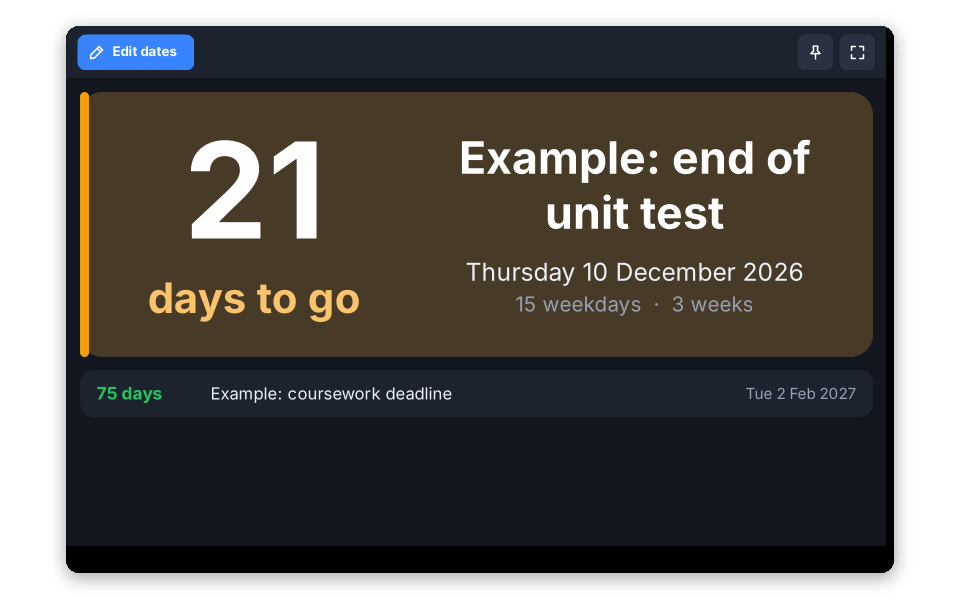 Edit dates
21
days to go
Example: end of
unit test
Thursday 10 December 2026
15 weekdays · 3 weeks
75 days
Example: coursework deadline
Tue 2 Feb 2027